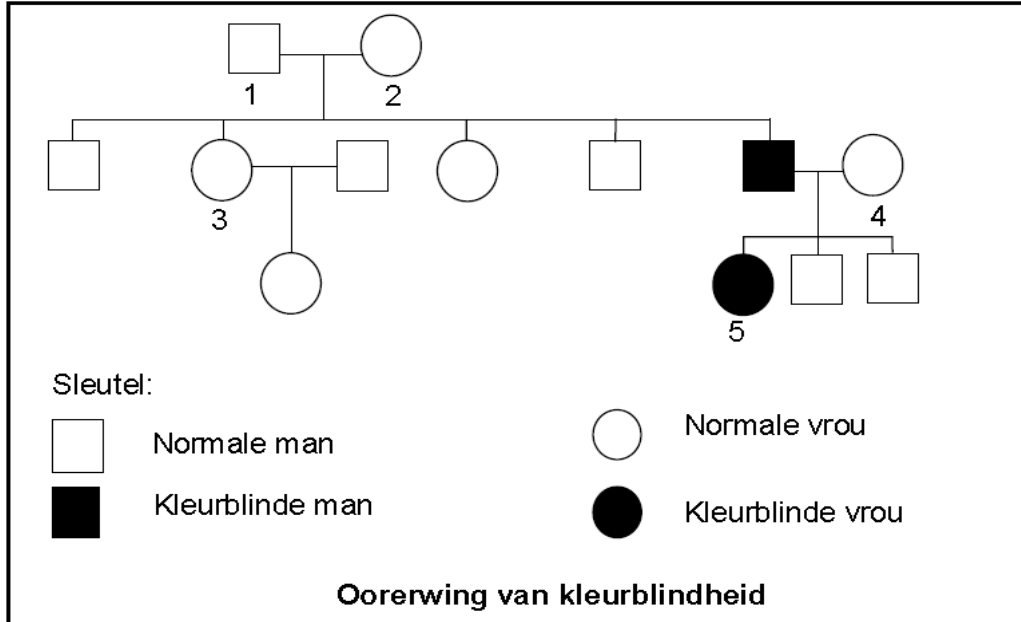 1
2
3
4
5
Sleutel:
Normale man
Normale vrou
Kleurblinde man
Kleurblinde vrou
Oorerwing van kleurblindheid